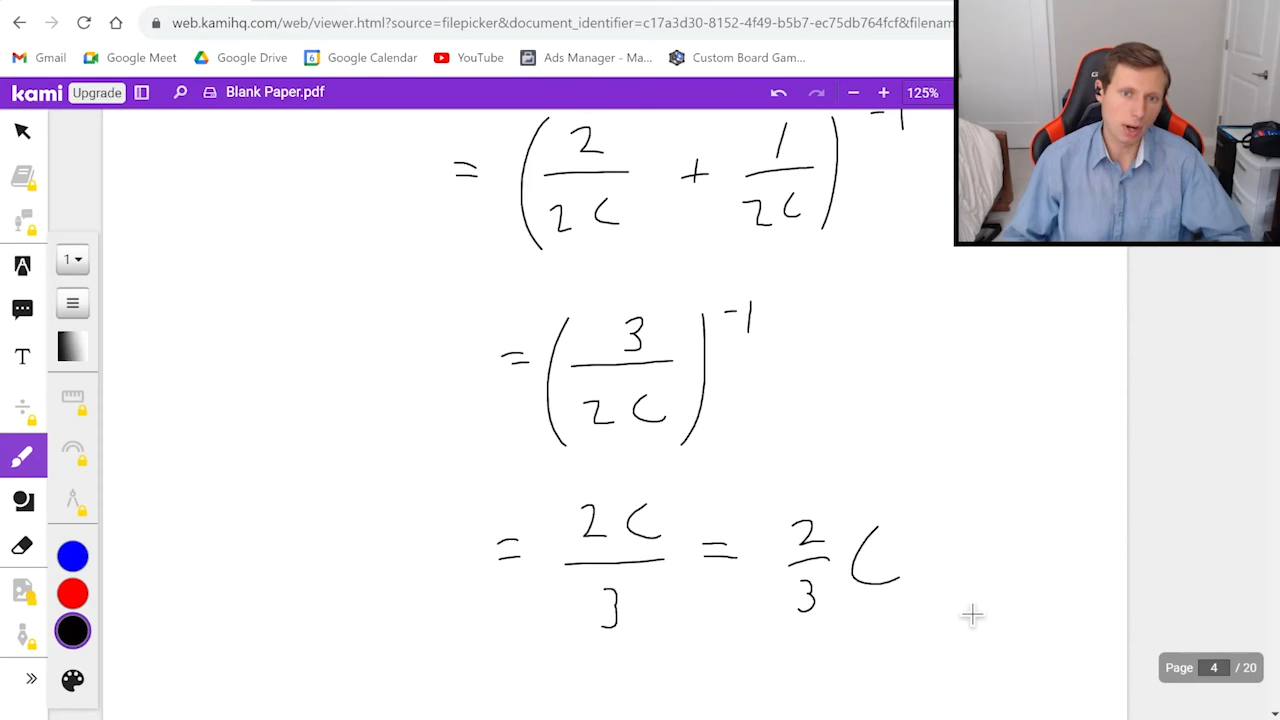 web.kamihq.com/web/viewer.html?source=filepicker&document_identifier=c17a3d30-8152-4f49-b5b7-ec75db764fcf&filenam
Gmail Google Meet Google Drive 6 Google Calendar YouTube Ads Manager - Ma... Custom Board Gam...
kami Upgrade Blank Paper.pdf 125%
= (2/2C + 1/2C)^-1
1
= (3/2C)^-1
T
= 2C/3 = 2/3 C
Page 4 / 20